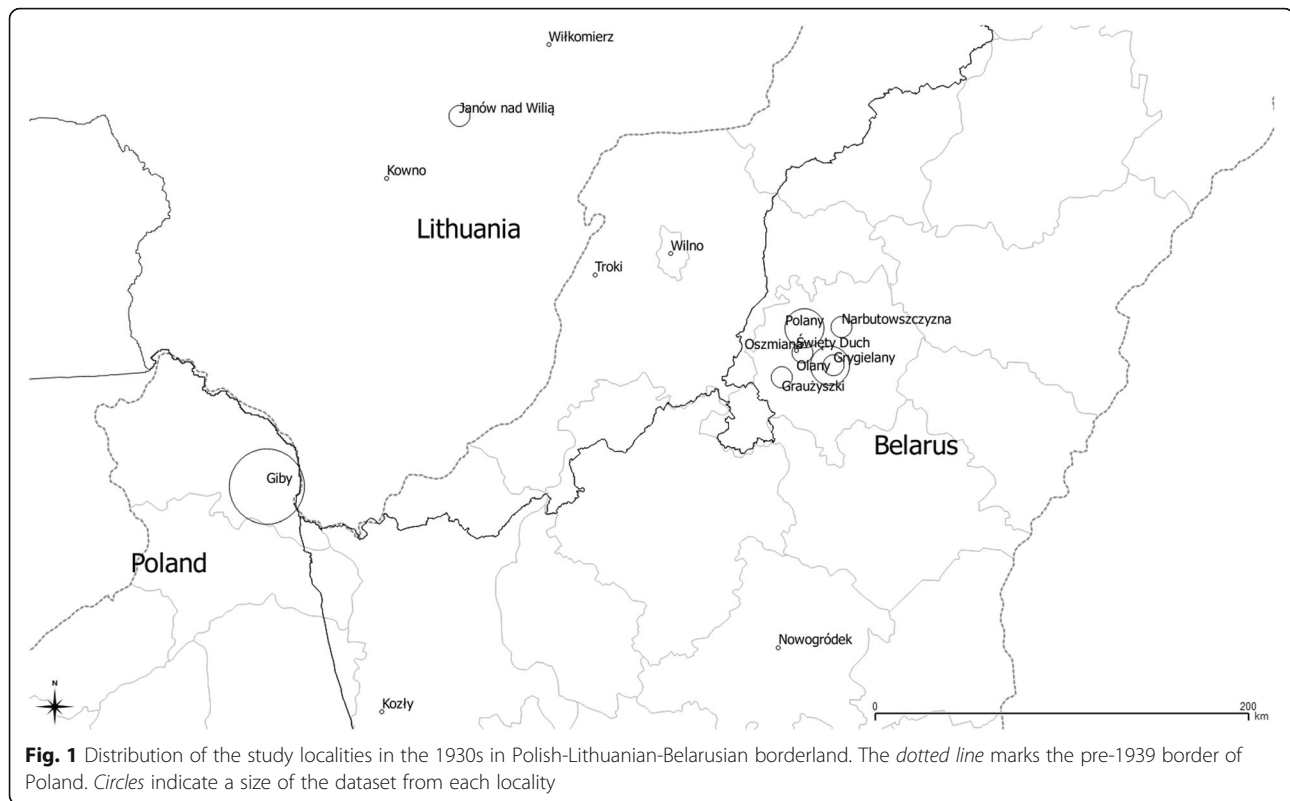 Wiłkomierz
Janów nad Wilią
Kowno
Lithuania
Wilno
Troki
Polany
Narbutowszczyzna
Oszmiana
Święty Duch
Grygielany
Olany
Graużyszki
Belarus
Giby
Poland
Nowogródek
Kozły
N
0
200
km
Fig. 1 Distribution of the study localities in the 1930s in Polish-Lithuanian-Belarusian borderland. The dotted line marks the pre-1939 border of
Poland. Circles indicate a size of the dataset from each locality